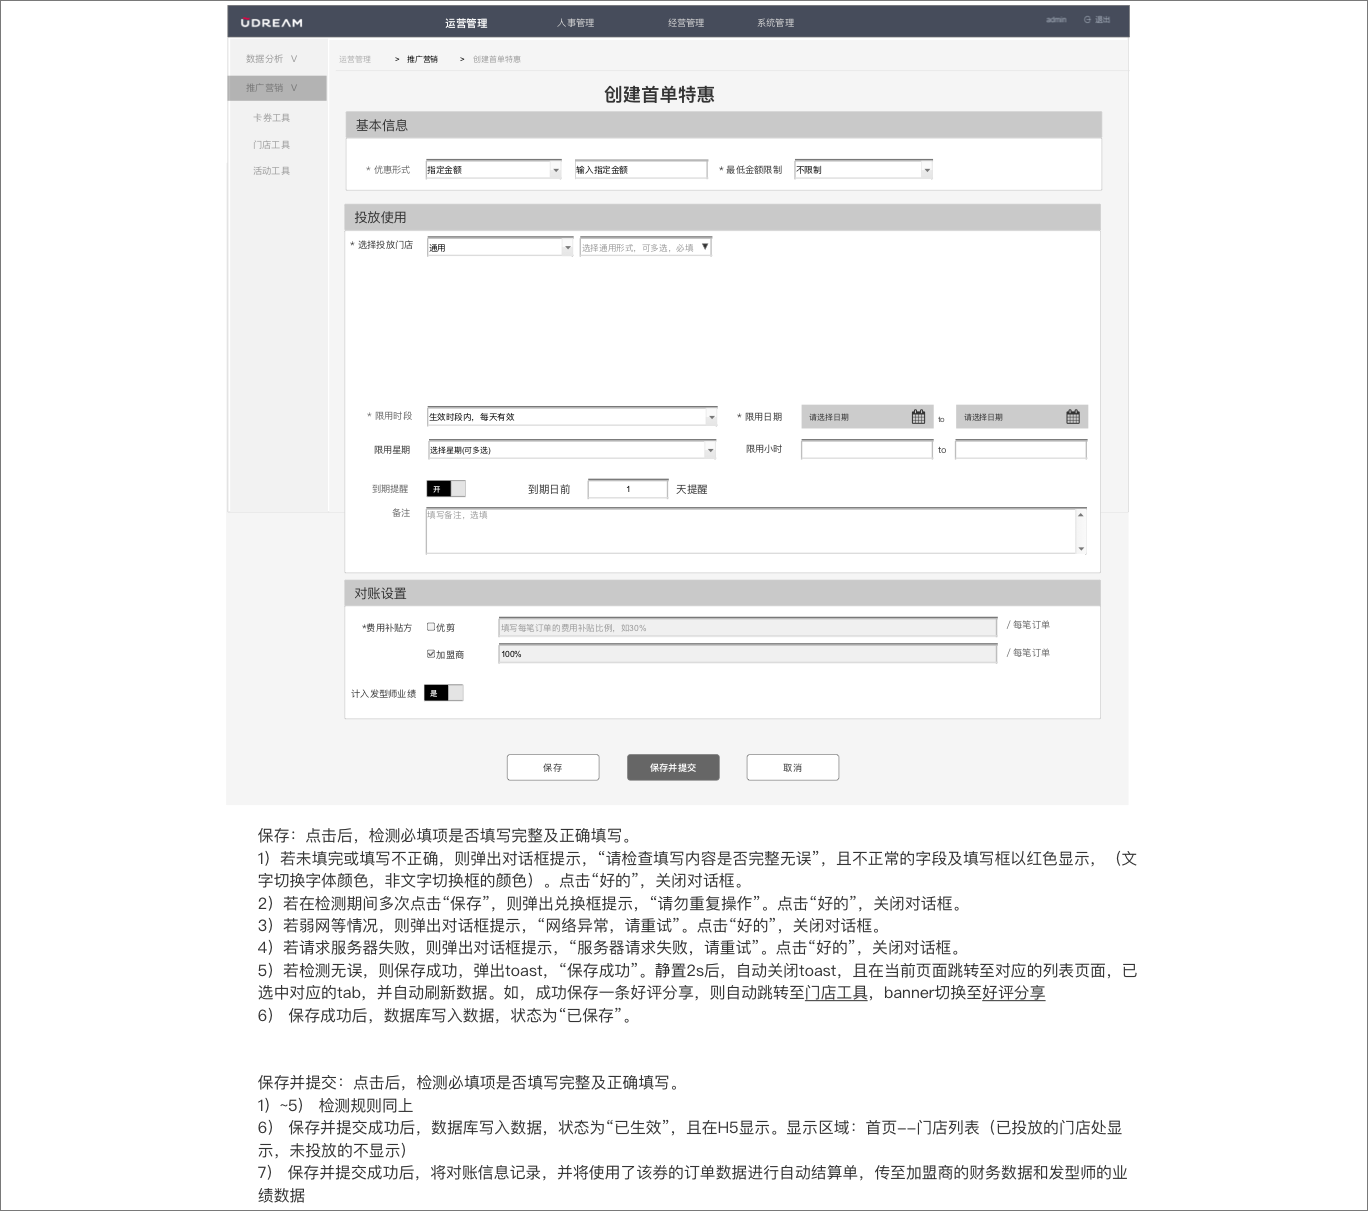 UDREAM 运营管理 人事管理 经营管理 系统管理 admin 退出
数据分析 V 运营管理 > 推广营销 > 创建首单特惠
推广营销 V
卡券工具
门店工具
活动工具
创建首单特惠
基本信息
* 优惠形式 指定金额 输入指定金额 * 最低金额限制 不限制
投放使用
* 选择投放门店 通用 选择通用形式，可多选，必填
* 限用时段 生效时段内，每天有效 * 限用日期 请选择日期 to 请选择日期
限用星期 选择星期(可多选) 限用小时 to
到期提醒 开 到期日前 1 天提醒
备注 填写备注，选填
对账设置
*费用补贴方 优剪 填写每笔订单的费用补贴比例，如30% / 每笔订单
加盟商 100% / 每笔订单
计入发型师业绩 是
保存 保存并提交 取消
保存：点击后，检测必填项是否填写完整及正确填写。
1）若未填完或填写不正确，则弹出对话框提示，“请检查填写内容是否完整无误”，且不正常的字段及填写框以红色显示，（文
字切换字体颜色，非文字切换框的颜色）。点击“好的”，关闭对话框。
2）若在检测期间多次点击“保存”，则弹出兑换框提示，“请勿重复操作”。点击“好的”，关闭对话框。
3）若弱网等情况，则弹出对话框提示，“网络异常，请重试”。点击“好的”，关闭对话框。
4）若请求服务器失败，则弹出对话框提示，“服务器请求失败，请重试”。点击“好的”，关闭对话框。
5）若检测无误，则保存成功，弹出toast，“保存成功”。静置2s后，自动关闭toast，且在当前页面跳转至对应的列表页面，已
选中对应的tab，并自动刷新数据。如，成功保存一条好评分享，则自动跳转至门店工具，banner切换至好评分享
6） 保存成功后，数据库写入数据，状态为“已保存”。
保存并提交：点击后，检测必填项是否填写完整及正确填写。
1）~5） 检测规则同上
6） 保存并提交成功后，数据库写入数据，状态为“已生效”，且在H5显示。显示区域：首页--门店列表（已投放的门店处显
示，未投放的不显示）
7） 保存并提交成功后，将对账信息记录，并将使用了该券的订单数据进行自动结算单，传至加盟商的财务数据和发型师的业
绩数据